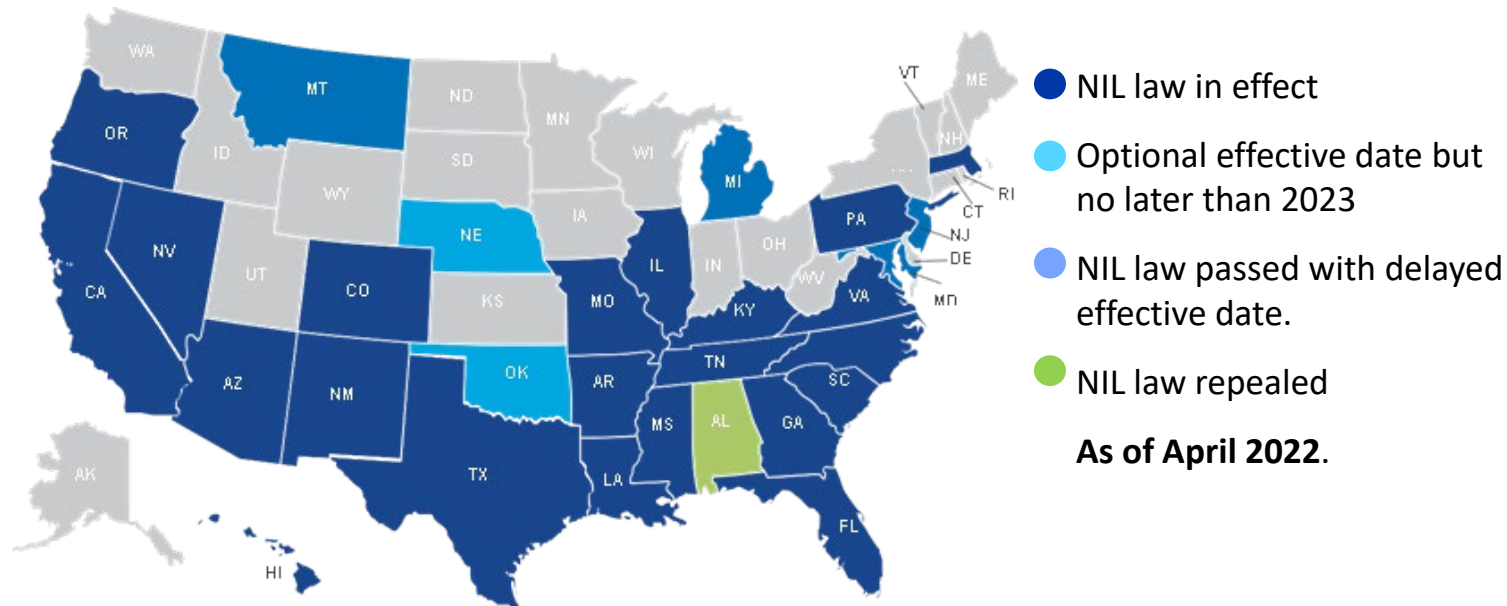 WA
MT
ND
MN
VT
ME
OR
ID
SD
WI
NH
WY
MI
RI
CT
NE
IA
PA
NJ
NV
OH
DE
UT
IL
IN
WV
CA
CO
KS
MO
VA
MD
KY
TN
AZ
NM
OK
AR
SC
MS
AL
GA
TX
LA
AK
FL
HI
NIL law in effect
Optional effective date but
no later than 2023
NIL law passed with delayed
effective date.
NIL law repealed
As of April 2022.